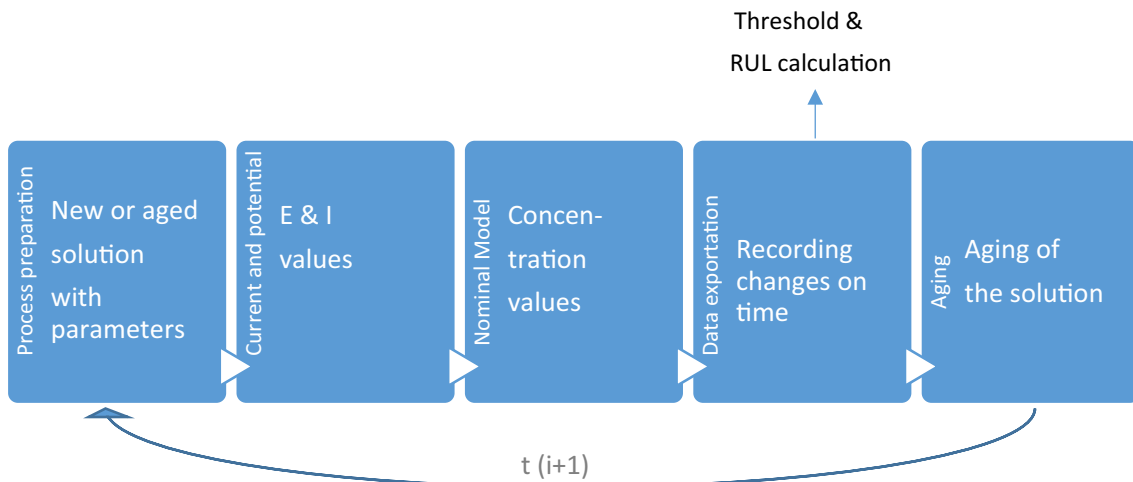 Threshold &
RUL calculation
Process preparation
New or aged
solution
with
parameters
Current and potential
E & I
values
Nominal Model
Concen-
tration
values
Data exportation
Recording
changes on
time
Aging
Aging of
the solution
t (i+1)